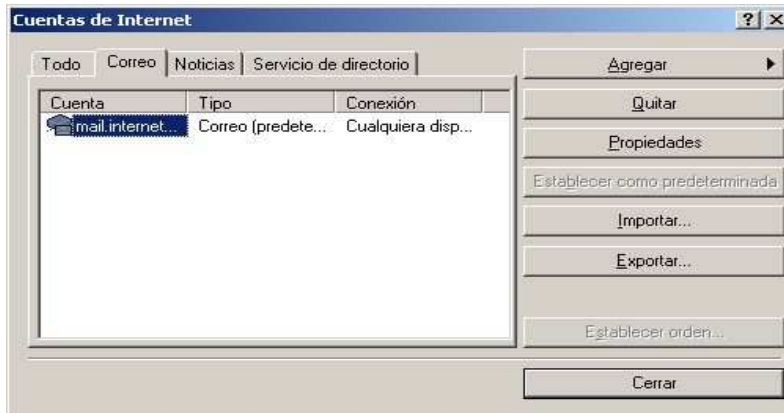 Cuentas de Internet
Todo Correo Noticias Servicio de directorio
Cuenta Tipo Conexión
mail.internet... Correo (predete... Cualquiera disp...
Agregar
Quitar
Propiedades
Establecer como predeterminada
Importar...
Exportar...
Establecer orden...
Cerrar